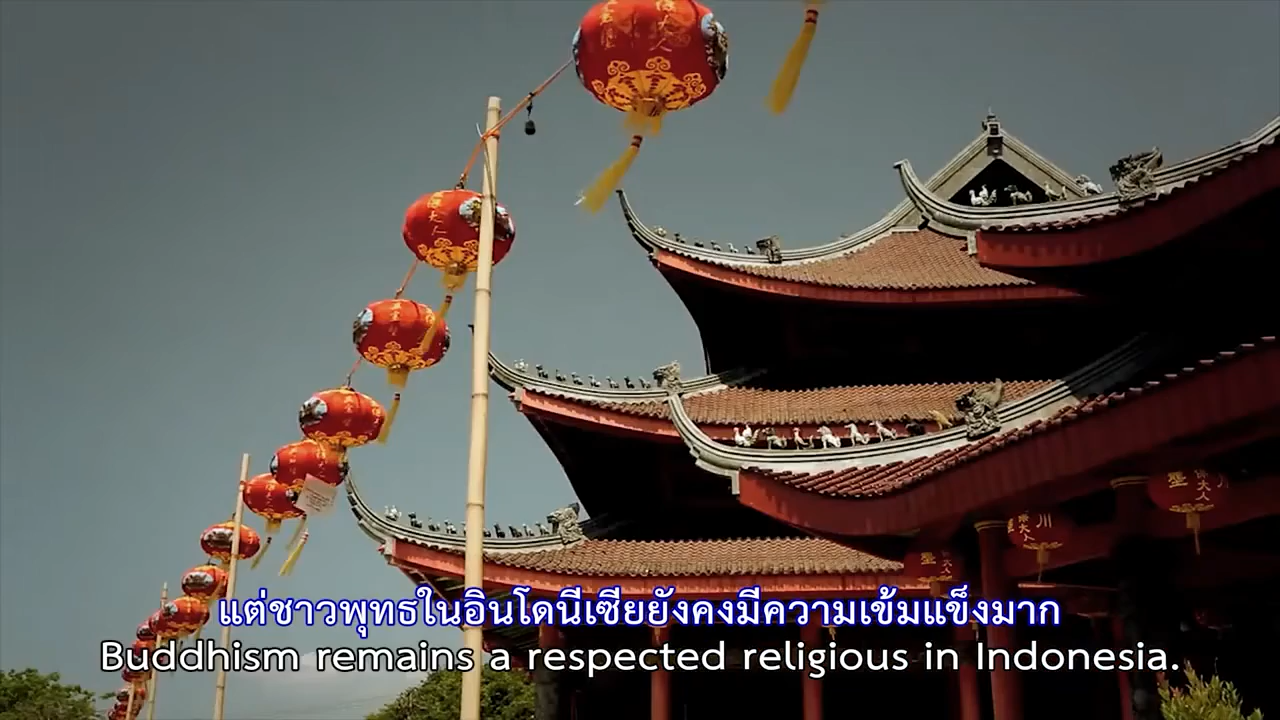 แต่ชาวพุทธในอินโดนีเซียยังคงมีความเข้มแข็งมาก
Buddhism remains a respected religious in Indonesia.